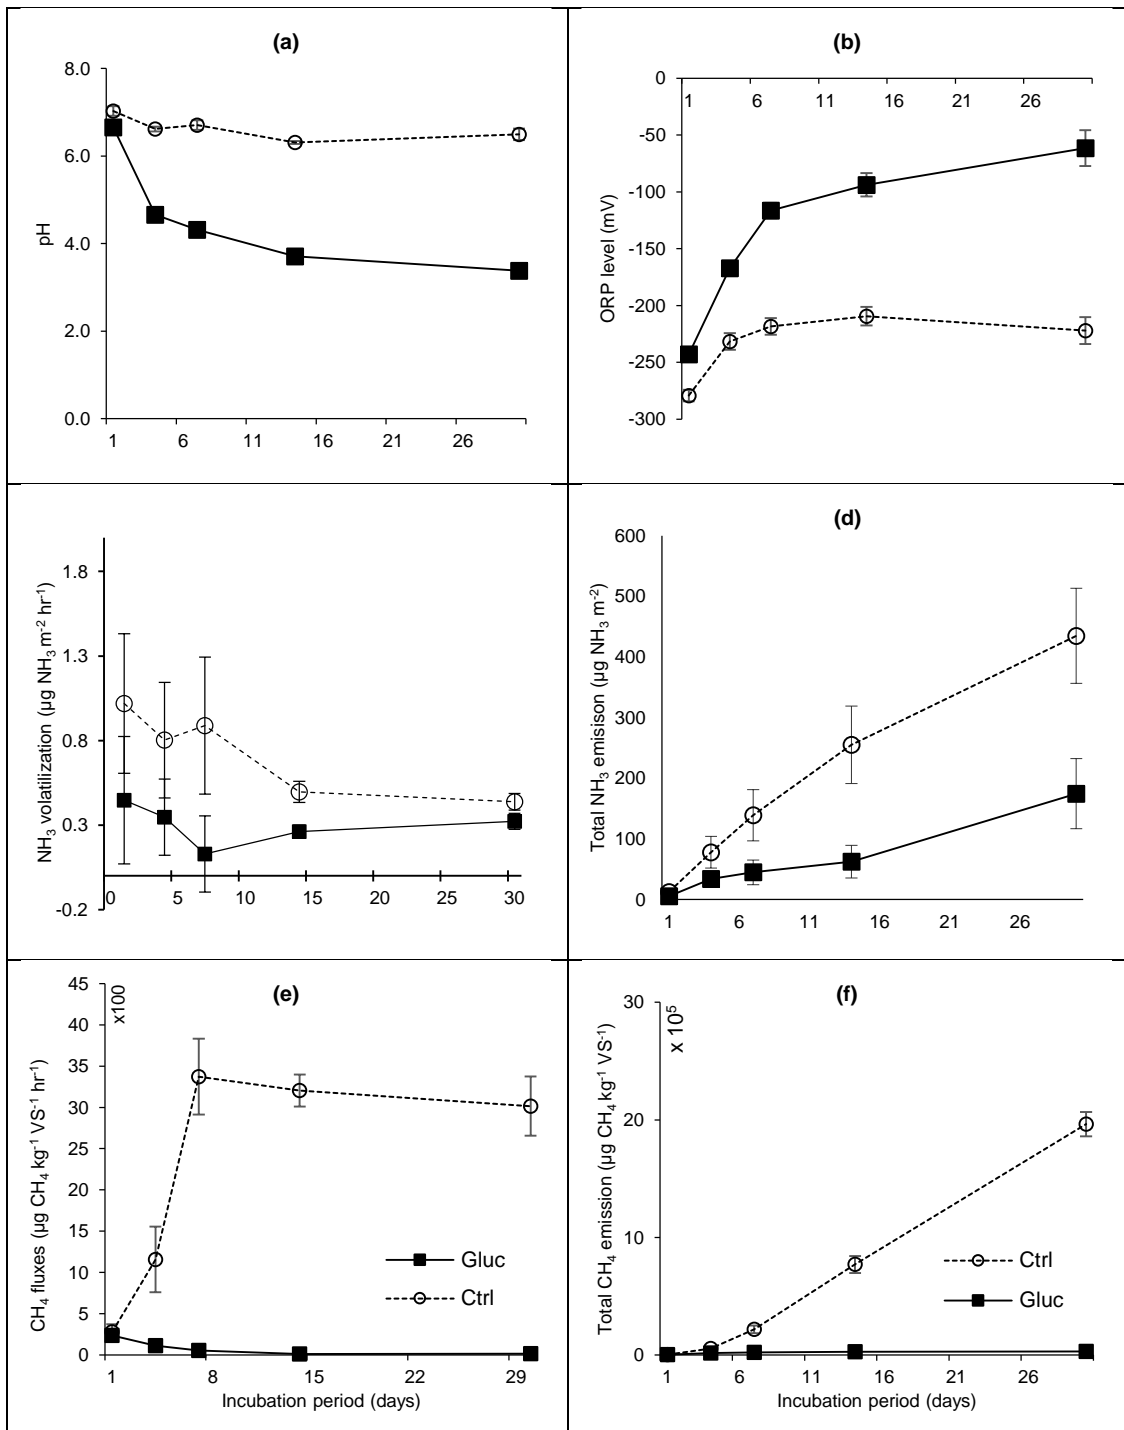 (a)
8.0
6.0
4.0
2.0
0.0
pH
1 6 11 16 21 26
(b)
0
-50
-100
-150
-200
-250
-300
ORP level (mV)
1 6 11 16 21 26
1.8
1.3
0.8
0.3
-0.2
NH3 volatilization (µg NH3 m-2 hr-1)
0 5 10 15 20 25 30
(d)
600
500
400
300
200
100
0
Total NH3 emisison (µg NH3 m-2)
1 6 11 16 21 26
(e)
x100
45
40
35
30
25
20
15
10
5
0
CH4 fluxes (µg CH4 kg-1 VS-1 hr-1)
Gluc
Ctrl
1 8 15 22 29
Incubation period (days)
(f)
x 105
30
20
10
0
Total CH4 emission (µg CH4 kg-1 VS-1)
Ctrl
Gluc
1 6 11 16 21 26
Incubation period (days)